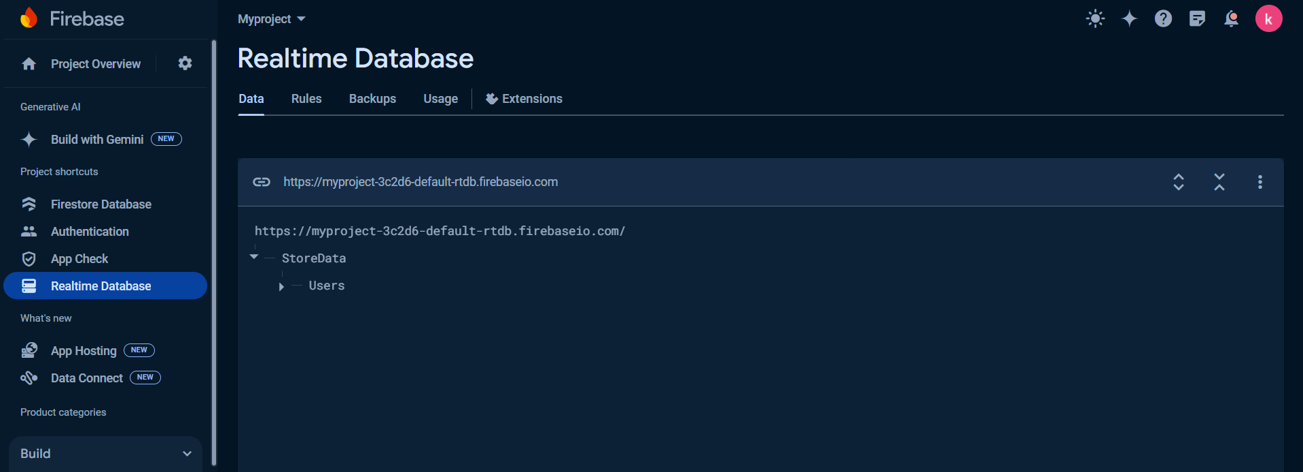 Firebase
Project Overview
Generative AI
Build with Gemini NEW
Project shortcuts
Firestore Database
Authentication
App Check
Realtime Database
What's new
App Hosting NEW
Data Connect NEW
Product categories
Build
Myproject
k
Realtime Database
Data Rules Backups Usage Extensions
https://myproject-3c2d6-default-rtdb.firebaseio.com
https://myproject-3c2d6-default-rtdb.firebaseio.com/
StoreData
Users